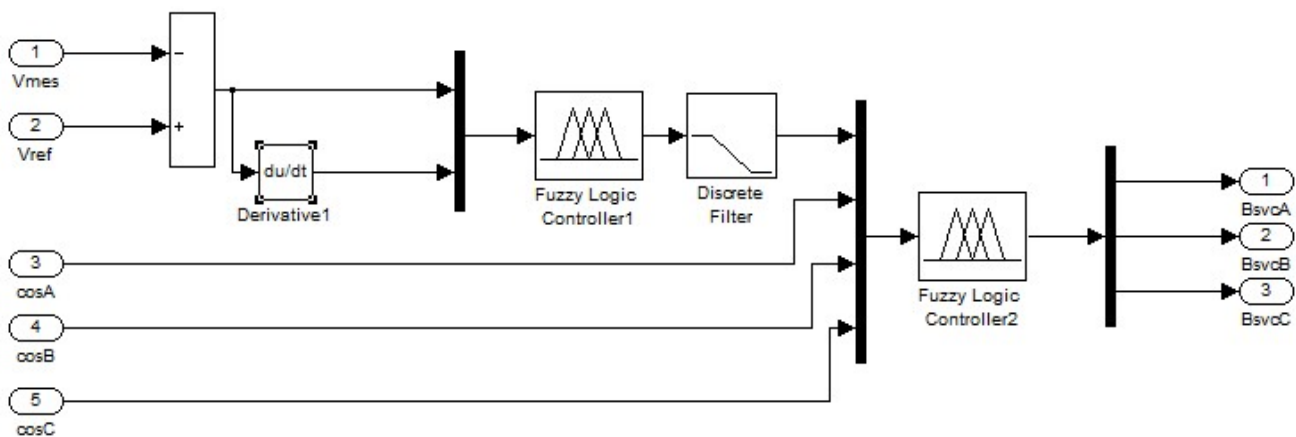 1
Vmes
−
2
Vref
+
du/dt
Derivative1
Fuzzy Logic
Controller1
Discrete
Filter
3
cosA
4
cosB
5
cosC
Fuzzy Logic
Controller2
1
BsvcA
2
BsvcB
3
BsvcC